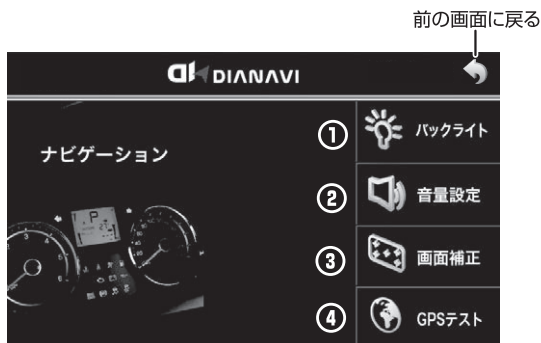 前の画面に戻る
DIANAVI
ナビゲーション
① バックライト
② 音量設定
③ 画面補正
④ GPSテスト
P